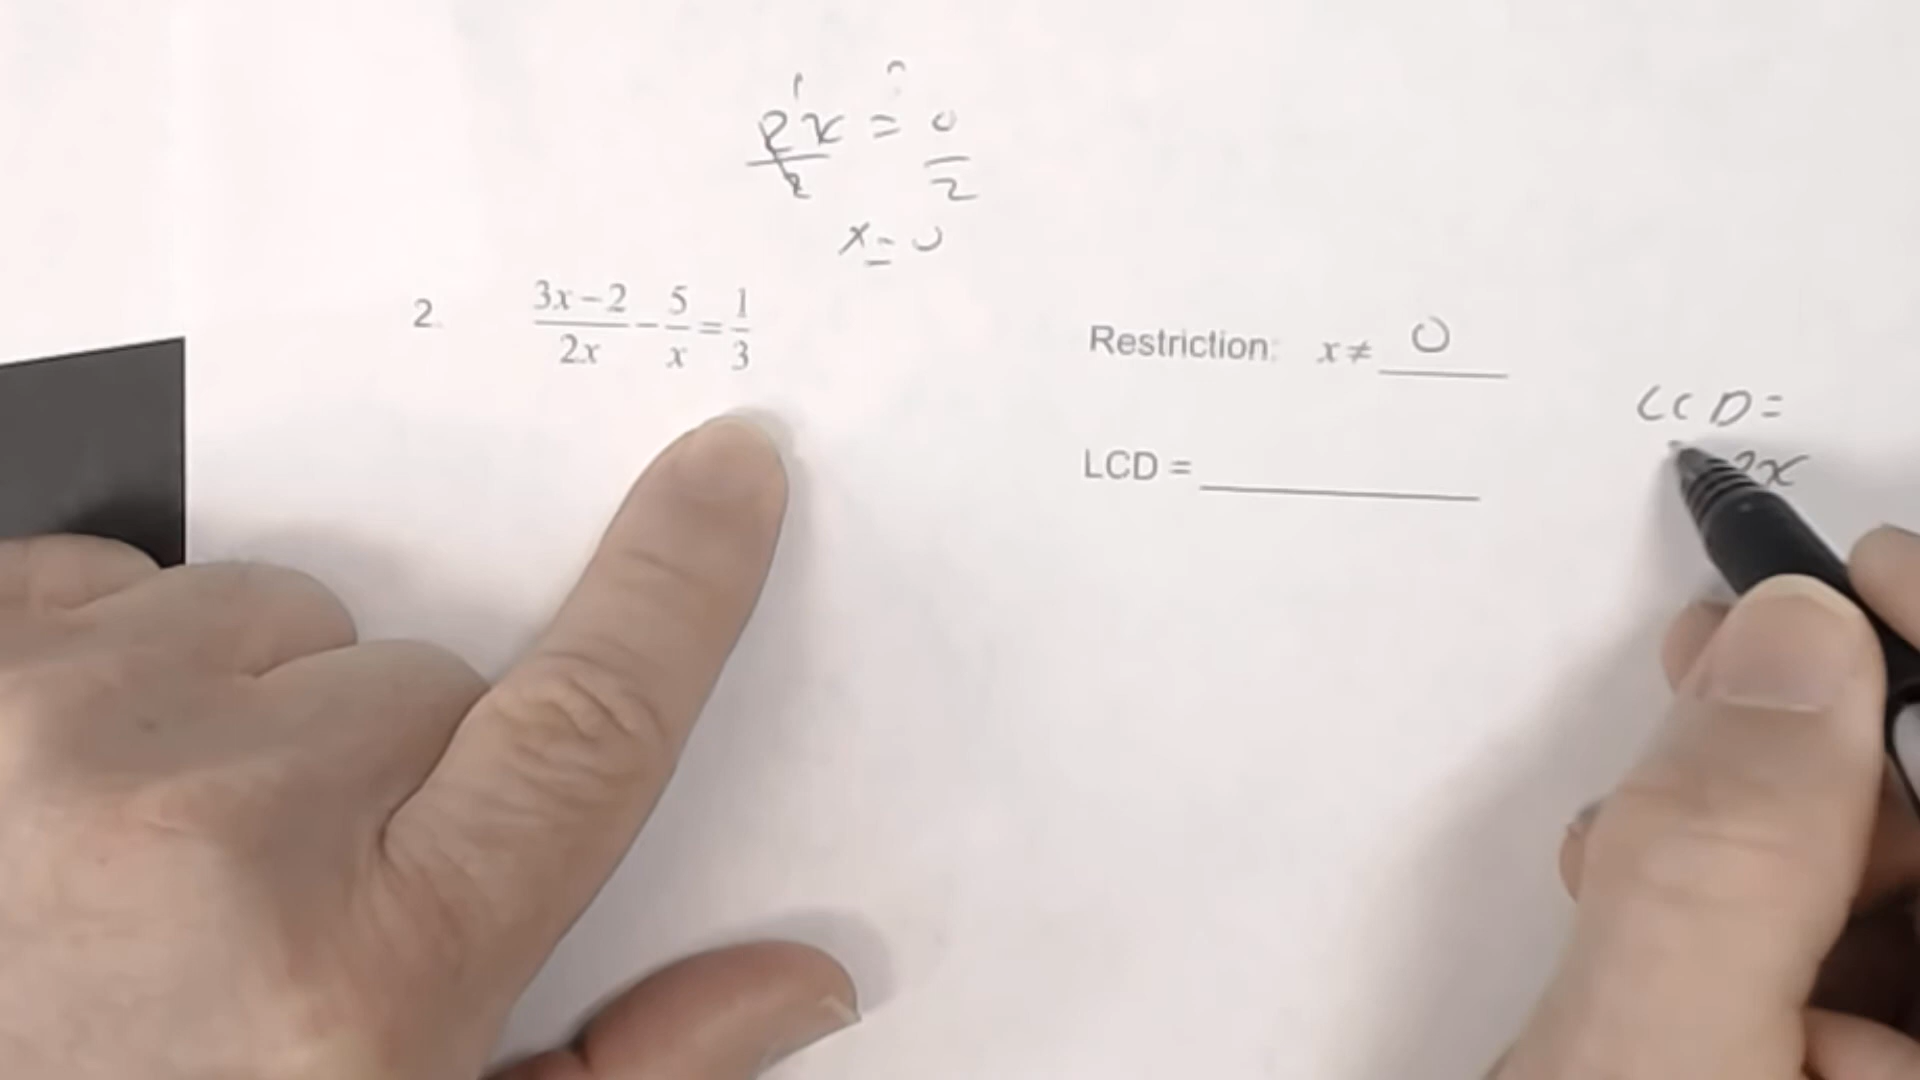 2x = 0
2 2
x = 0
2. 3x-2/2x - 5/x = 1/3
Restriction: x ≠ 0
LCD =
LCD =
2x